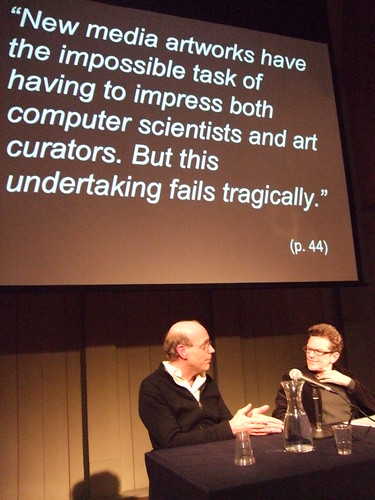 “New media artworks have
the impossible task of
having to impress both
computer scientists and art
curators. But this
undertaking fails tragically.”
(p. 44)